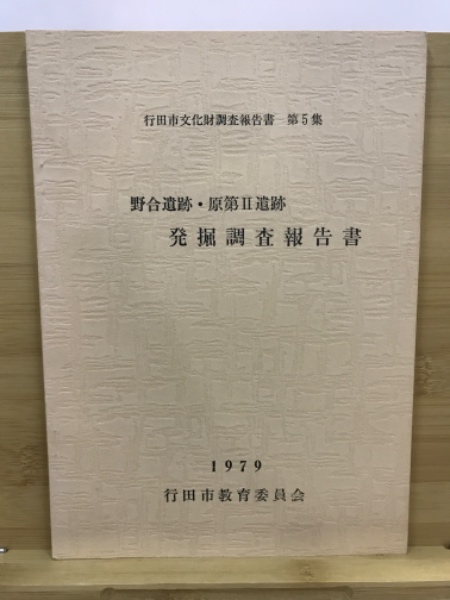 行田市文化財調査報告書 第5集
野合遺跡・原第II遺跡
発掘調査報告書
1979
行田市教育委員会